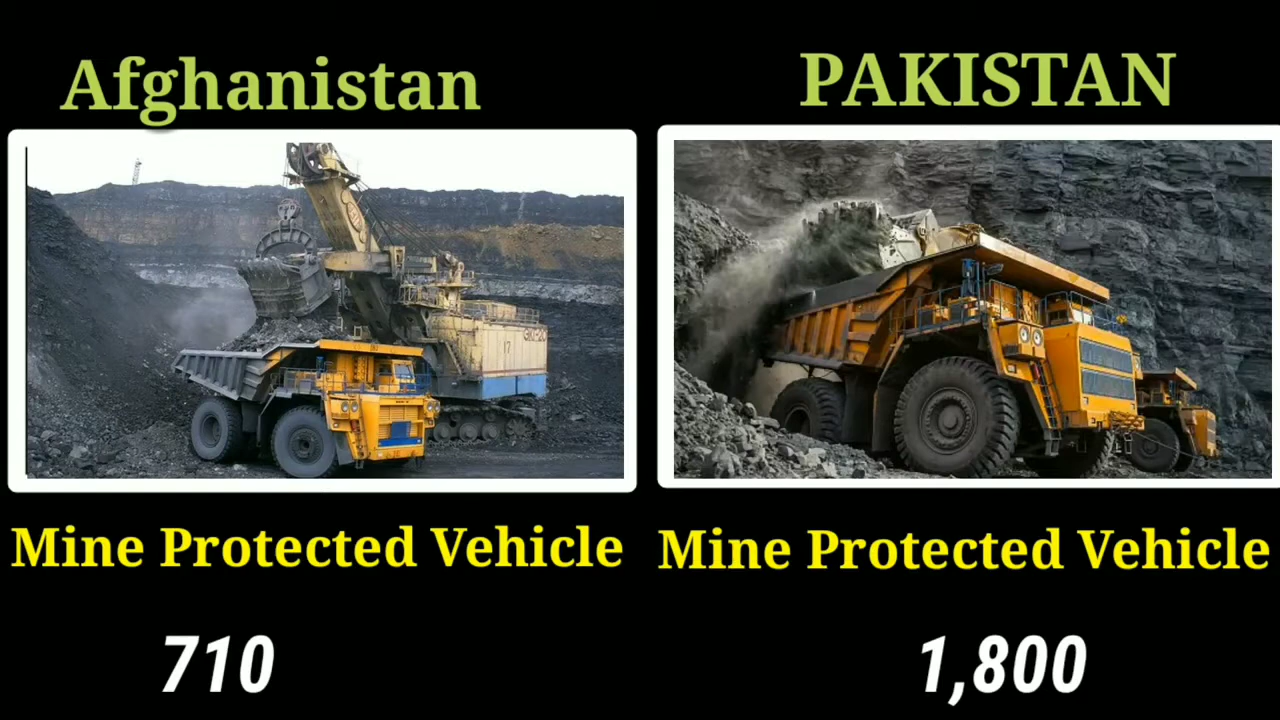 Afghanistan
PAKISTAN
Mine Protected Vehicle
Mine Protected Vehicle
710
1,800